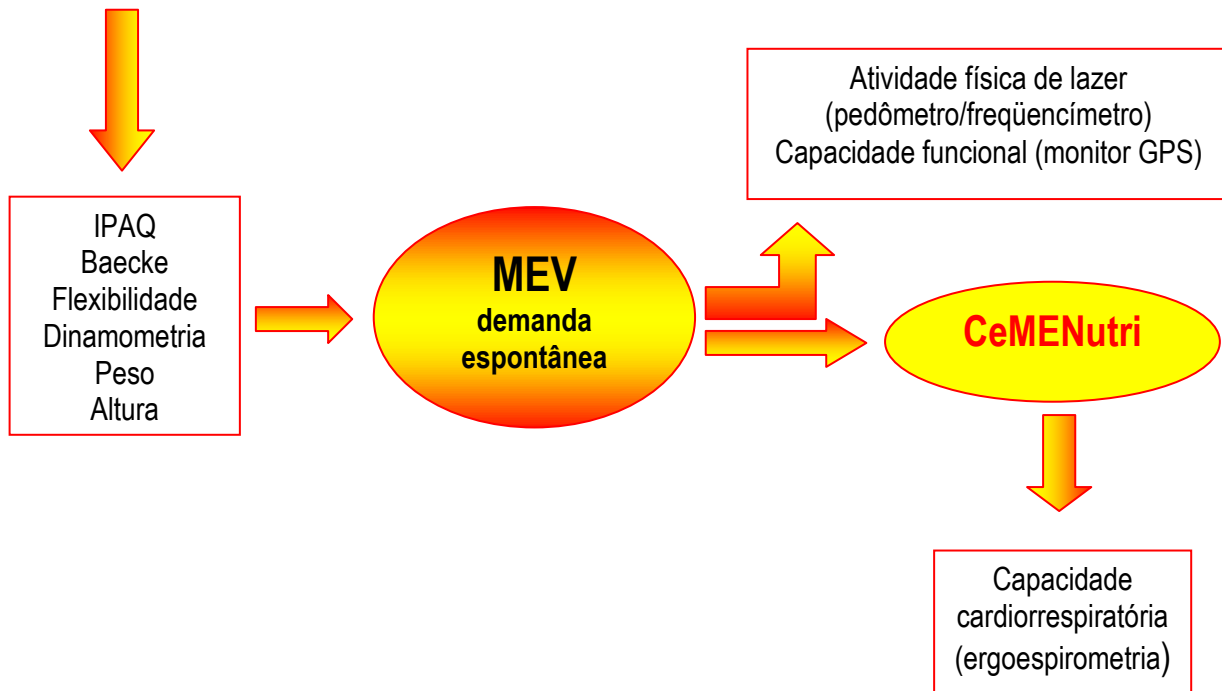 Atividade física de lazer
(pedômetro/freqüencímetro)
Capacidade funcional (monitor GPS)
IPAQ
Baecke
Flexibilidade
Dinamometria
Peso
Altura
MEV
demanda
espontânea
CeMENutri
Capacidade
cardiorrespiratória
(ergoespirometria)